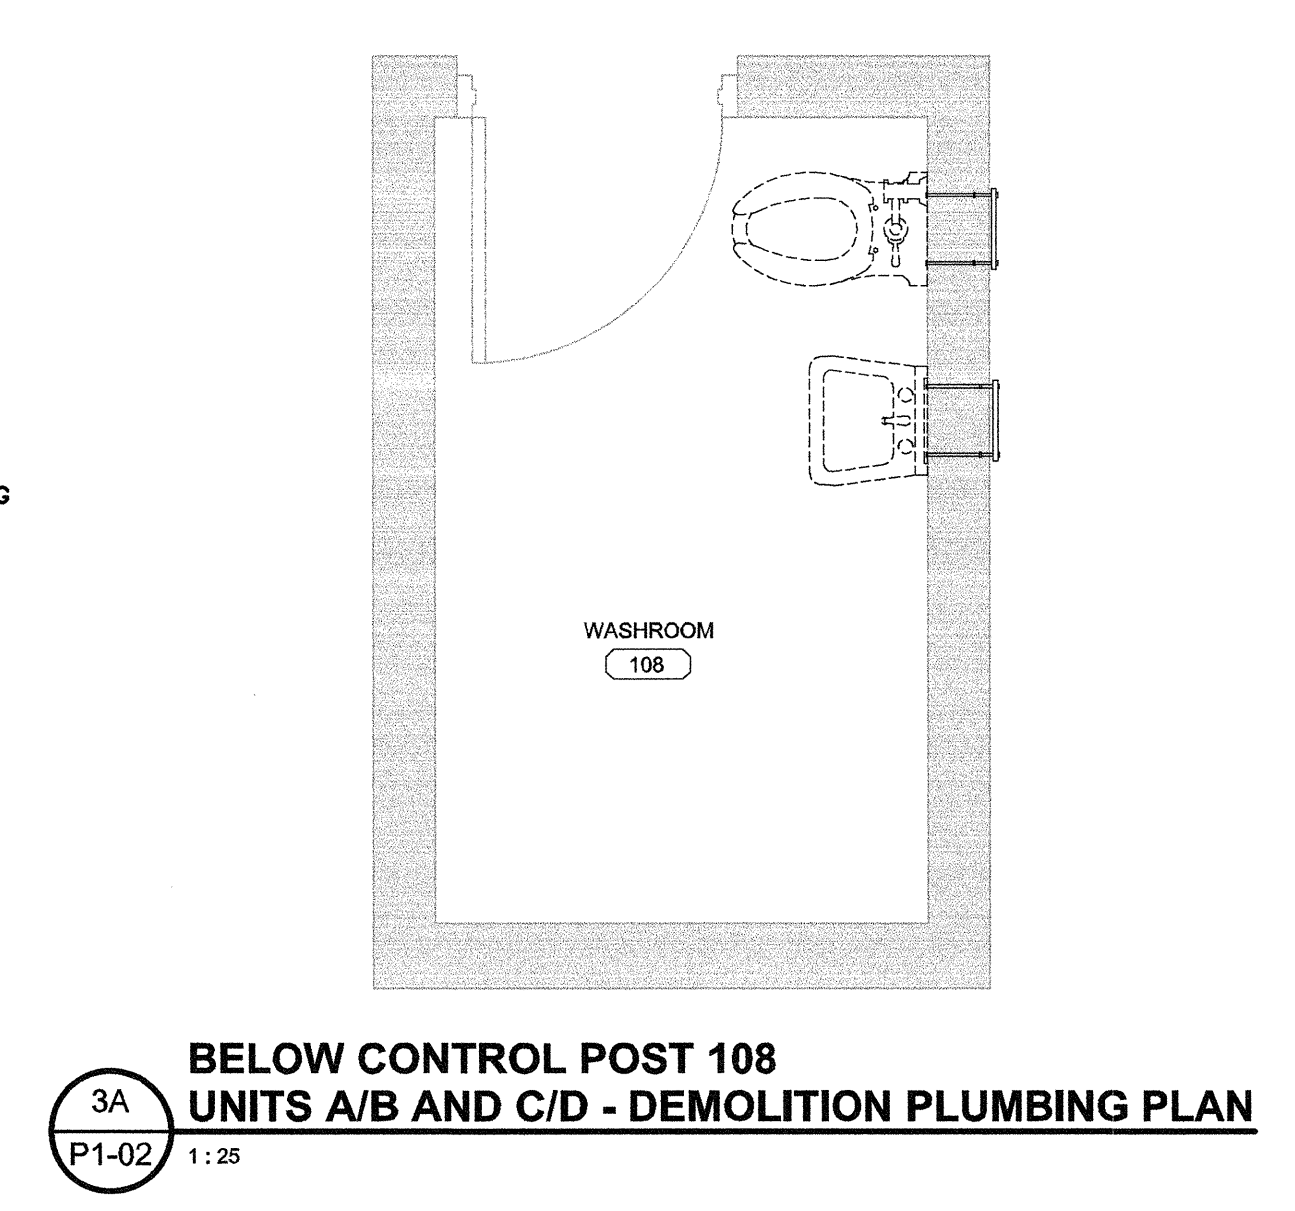 G
WASHROOM
108
BELOW CONTROL POST 108
UNITS A/B AND C/D - DEMOLITION PLUMBING PLAN
3A
P1-02
1 : 25